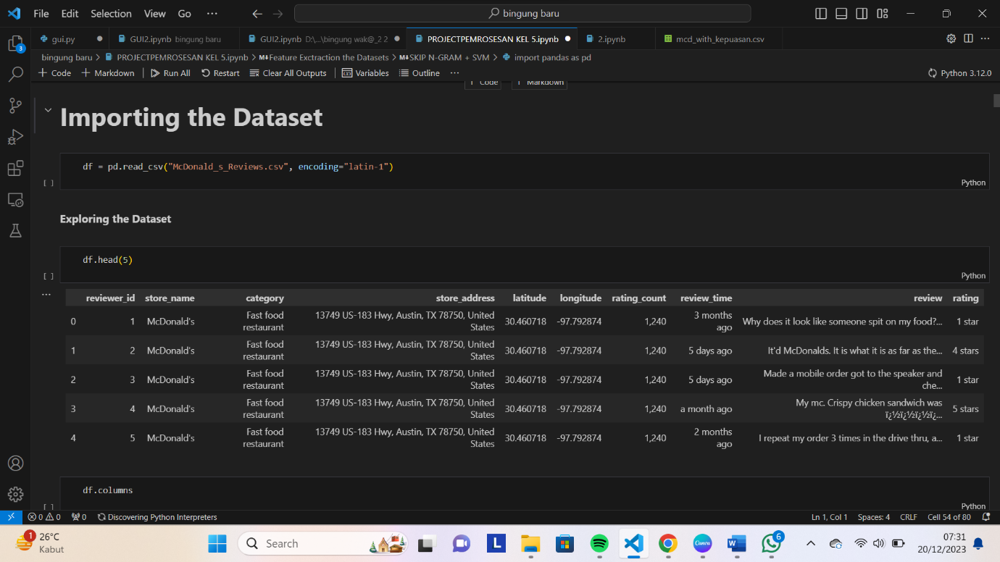 File Edit Selection View Go ··· bingung baru
gui.py GUI2.ipynb bingung baru GUI2.ipynb D:\...\bingung wak@_2 2 PROJECTPEMROSESAN KEL 5.ipynb 2.ipynb mcd_with_kepuasan.csv ···
bingung baru > PROJECTPEMROSESAN KEL 5.ipynb > M↓Feature Exctraction the Datasets > M↓SKIP N-GRAM + SVM > import pandas as pd
+ Code + Markdown Run All Restart Clear All Outputs Variables Outline ··· Python 3.12.0
Code Markdown
Importing the Dataset
df = pd.read_csv("McDonald_s_Reviews.csv", encoding="latin-1")
[ ] Python
Exploring the Dataset
df.head(5)
[ ] Python
... reviewer_id store_name category store_address latitude longitude rating_count review_time review rating
0 1 McDonald's Fast food restaurant 13749 US-183 Hwy, Austin, TX 78750, United States 30.460718 -97.792874 1,240 3 months ago Why does it look like someone spit on my food?... 1 star
1 2 McDonald's Fast food restaurant 13749 US-183 Hwy, Austin, TX 78750, United States 30.460718 -97.792874 1,240 5 days ago It'd McDonalds. It is what it is as far as the... 4 stars
2 3 McDonald's Fast food restaurant 13749 US-183 Hwy, Austin, TX 78750, United States 30.460718 -97.792874 1,240 5 days ago Made a mobile order got to the speaker and che... 1 star
3 4 McDonald's Fast food restaurant 13749 US-183 Hwy, Austin, TX 78750, United States 30.460718 -97.792874 1,240 a month ago My mc. Crispy chicken sandwich was ï¿½ï¿½ï¿½ï¿... 5 stars
4 5 McDonald's Fast food restaurant 13749 US-183 Hwy, Austin, TX 78750, United States 30.460718 -97.792874 1,240 2 months ago I repeat my order 3 times in the drive thru, a... 1 star
df.columns
[ ] Python
0 0 0 Discovering Python Interpreters Ln 1, Col 1 Spaces: 4 CRLF Cell 54 of 80
1 26°C
Kabut
Search
L
Canva
W
6
07:31
20/12/2023
3